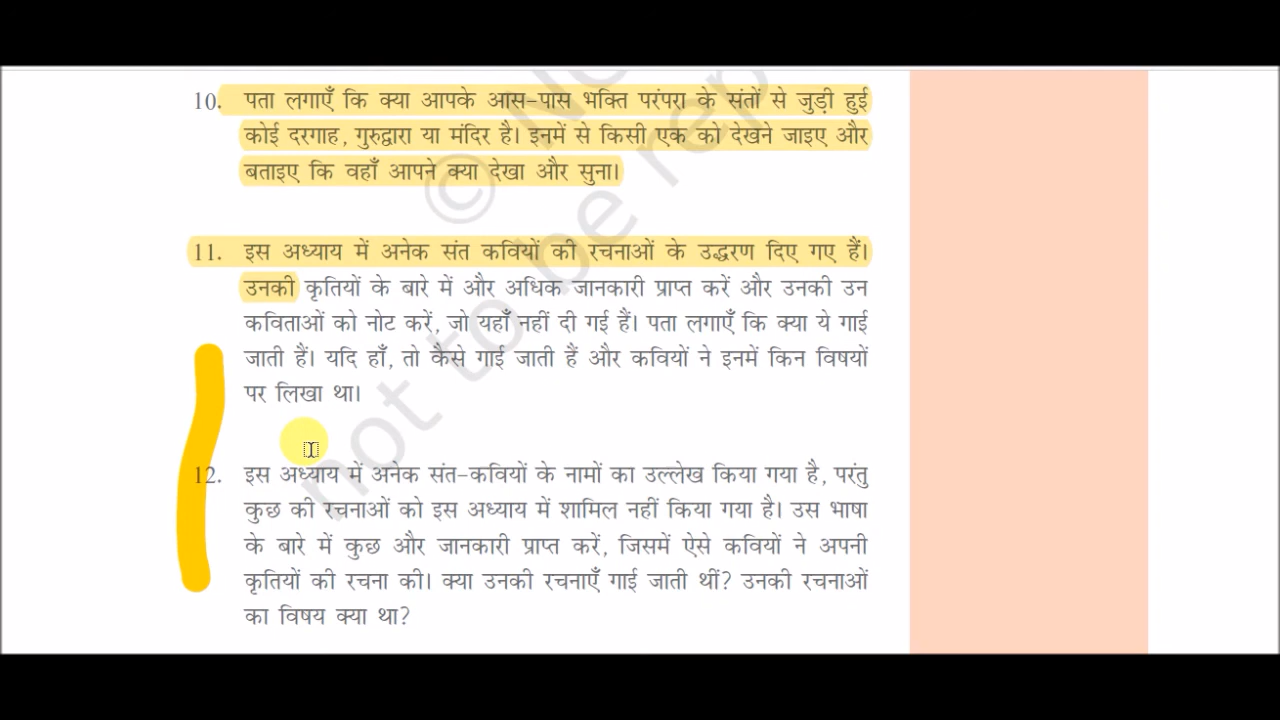 10. पता लगाएँ कि क्या आपके आस-पास भक्ति परंपरा के संतों से जुड़ी हुई
कोई दरगाह, गुरुद्वारा या मंदिर है। इनमें से किसी एक को देखने जाइए और
बताइए कि वहाँ आपने क्या देखा और सुना।
11. इस अध्याय में अनेक संत कवियों की रचनाओं के उद्धरण दिए गए हैं।
उनकी कृतियों के बारे में और अधिक जानकारी प्राप्त करें और उनकी उन
कविताओं को नोट करें, जो यहाँ नहीं दी गई हैं। पता लगाएँ कि क्या ये गाई
जाती हैं। यदि हाँ, तो कैसे गाई जाती हैं और कवियों ने इनमें किन विषयों
पर लिखा था।
12. इस अध्याय में अनेक संत-कवियों के नामों का उल्लेख किया गया है, परंतु
कुछ की रचनाओं को इस अध्याय में शामिल नहीं किया गया है। उस भाषा
के बारे में कुछ और जानकारी प्राप्त करें, जिसमें ऐसे कवियों ने अपनी
कृतियों की रचना की। क्या उनकी रचनाएँ गाई जाती थीं? उनकी रचनाओं
का विषय क्या था?
©
not to be rep